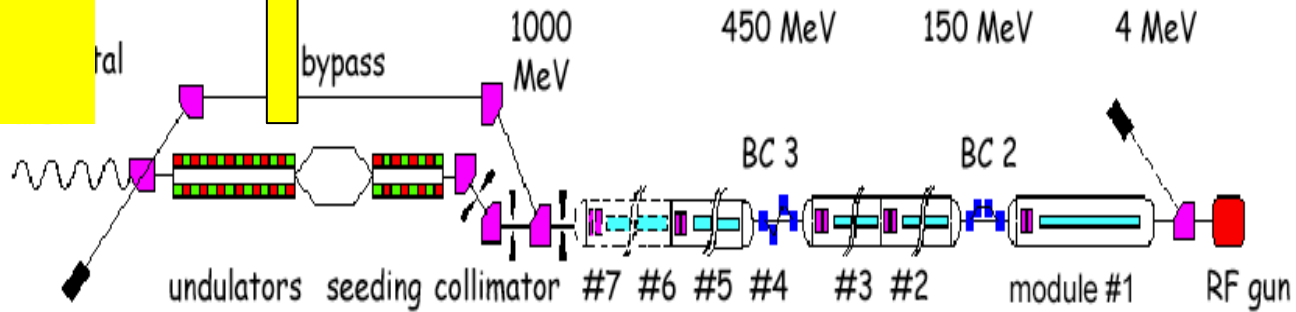 1000 450 MeV 150 MeV 4 MeV
MeV
bypass
BC 3 BC 2
undulators seeding collimator #7 #6 #5 #4 #3 #2 module #1 RF gun